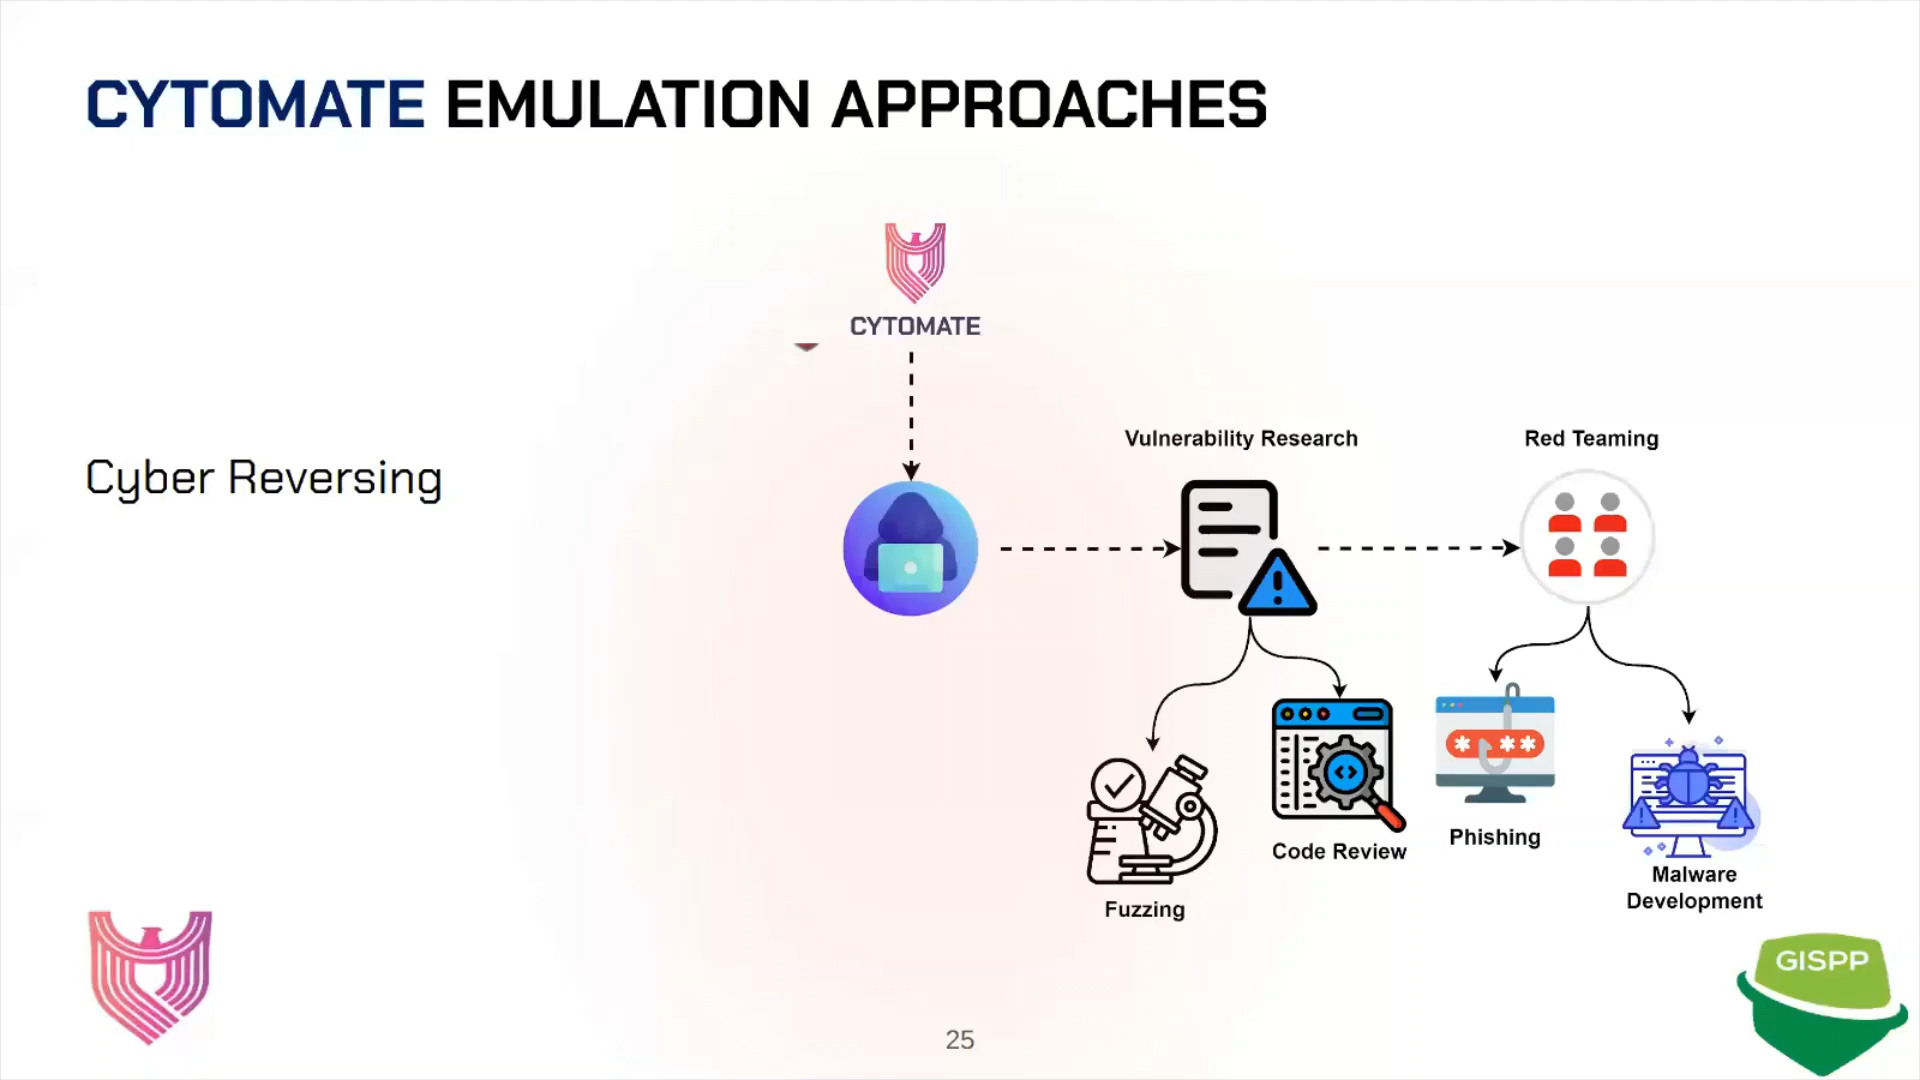 CYTOMATE EMULATION APPROACHES
CYTOMATE
Cyber Reversing
Vulnerability Research
Red Teaming
Fuzzing
Code Review
Phishing
Malware
Development
GISPP
25